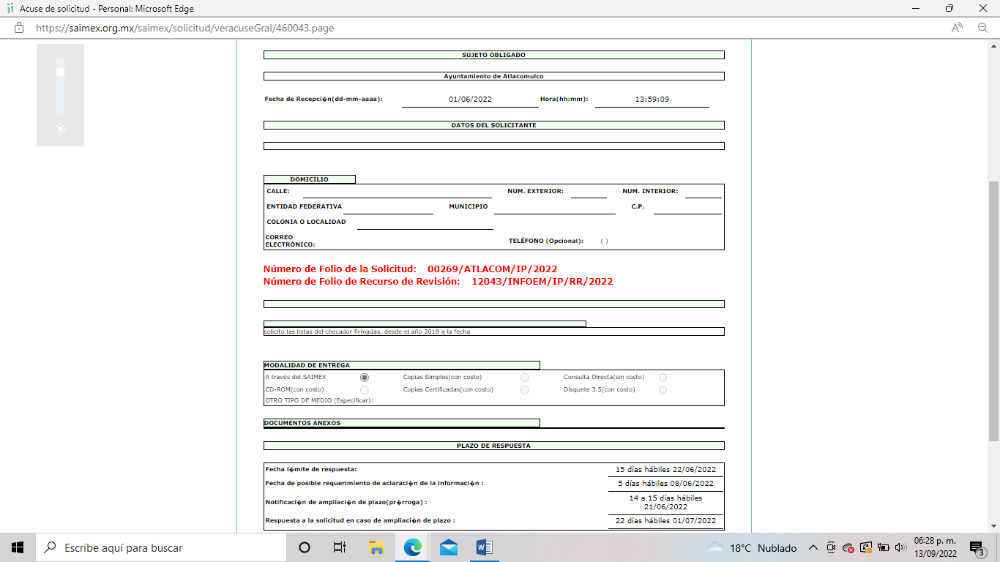 Acuse de solicitud - Personal: Microsoft Edge
https://saimex.org.mx/saimex/solicitud/veracuseGral/460043.page
SUJETO OBLIGADO
Ayuntamiento de Atlacomulco
Fecha de Recepci�n(dd-mm-aaaa): 01/06/2022 Hora(hh:mm): 13:59:09
DATOS DEL SOLICITANTE
DOMICILIO
CALLE: NUM. EXTERIOR: NUM. INTERIOR:
ENTIDAD FEDERATIVA MUNICIPIO C.P.
COLONIA O LOCALIDAD
CORREO
ELECTRÓNICO: TELÉFONO (Opcional): ( )
Número de Folio de la Solicitud: 00269/ATLACOM/IP/2022
Número de Folio de Recurso de Revisión: 12043/INFOEM/IP/RR/2022
solicito las listas del checador firmadas, desde el año 2018 a la fecha
MODALIDAD DE ENTREGA
A través del SAIMEX Copias Simples(con costo) Consulta Directa(sin costo)
CD-ROM(con costo) Copias Certificadas(con costo) Disquete 3.5(con costo)
OTRO TIPO DE MEDIO (Especificar):
DOCUMENTOS ANEXOS
PLAZO DE RESPUESTA
Fecha l�mite de respuesta: 15 días hábiles 22/06/2022
Fecha de posible requerimiento de aclaraci�n de la informaci�n : 5 días hábiles 08/06/2022
Notificaci�n de ampliaci�n de plazo(pr�rroga) : 14 a 15 días hábiles
21/06/2022
Respuesta a la solicitud en caso de ampliaci�n de plazo : 22 días hábiles 01/07/2022
Escribe aquí para buscar
18°C Nublado
06:28 p. m.
13/09/2022
3